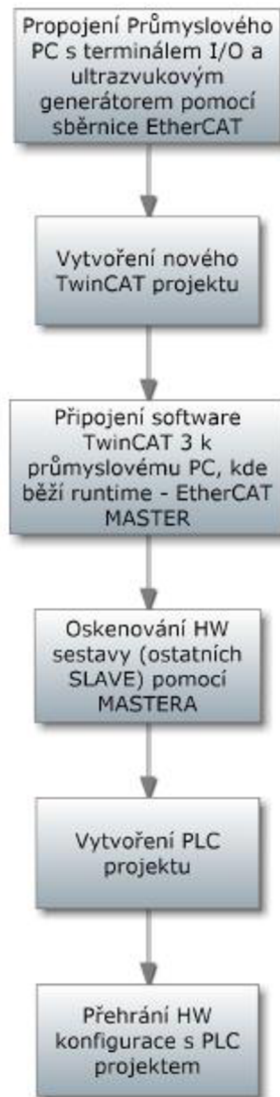 Propojení Průmyslového
PC s terminálem I/O a
ultrazvukovým
generátorem pomocí
sběrnice EtherCAT
Vytvoření nového
TwinCAT projektu
Připojení software
TwinCAT 3 k
průmyslovému PC, kde
běží runtime - EtherCAT
MASTER
Oskenování HW
sestavy (ostatních
SLAVE) pomocí
MASTERA
Vytvoření PLC
projektu
Přehrání HW
konfigurace s PLC
projektem